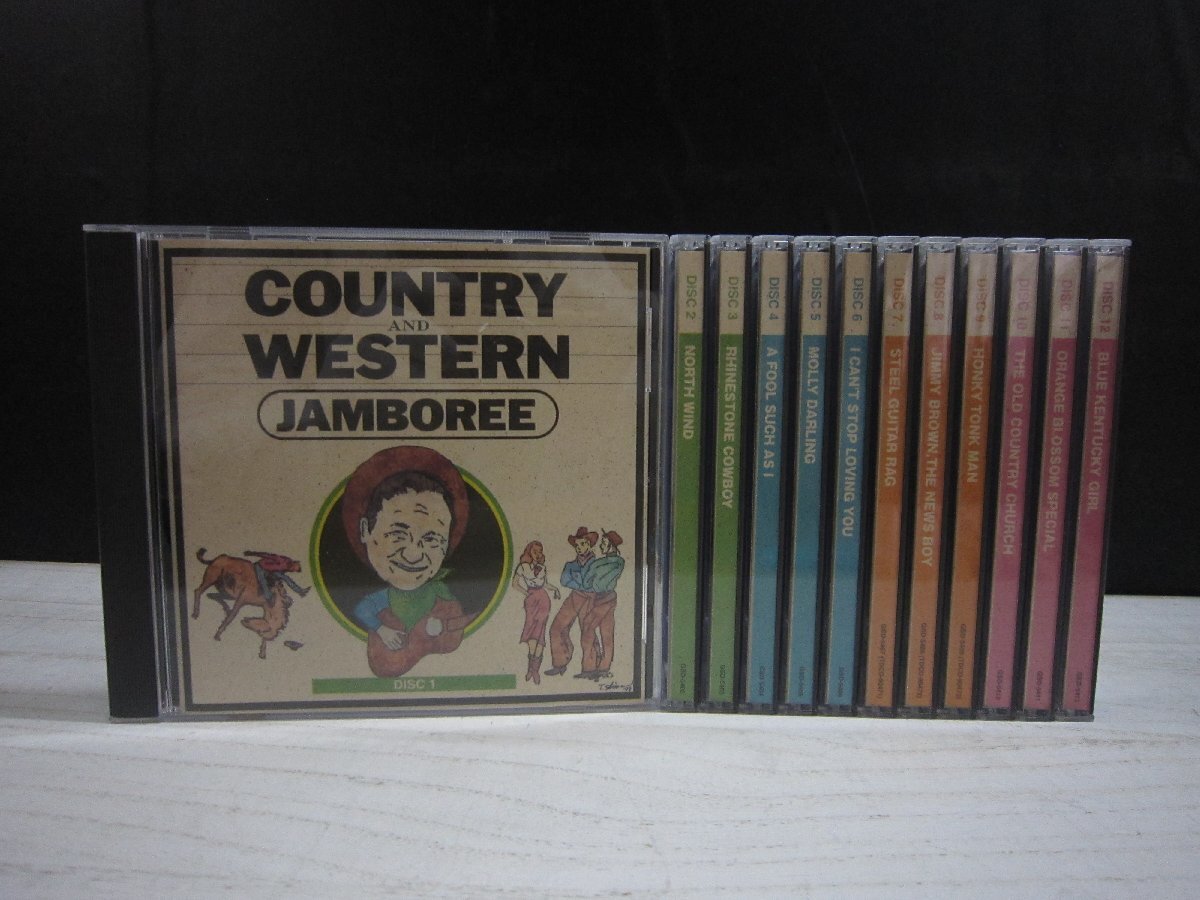 COUNTRY
AND
WESTERN
JAMBOREE
DISC 1
DISC 2 NORTH WIND
DISC 3 RHINESTONE COWBOY
DISC 4 A FOOL SUCH AS I
DISC 5 MOLLY DARLING
DISC 6 I CAN'T STOP LOVING YOU
DISC 7 STEEL GUITAR RAG
DISC 8 JIMMY BROWN, THE NEWS BOY
DISC 9 HONKY TONK MAN
DISC 10 THE OLD COUNTRY CHURCH
DISC 11 ORANGE BLOSSOM SPECIAL
DISC 12 BLUE KENTUCKY GIRL